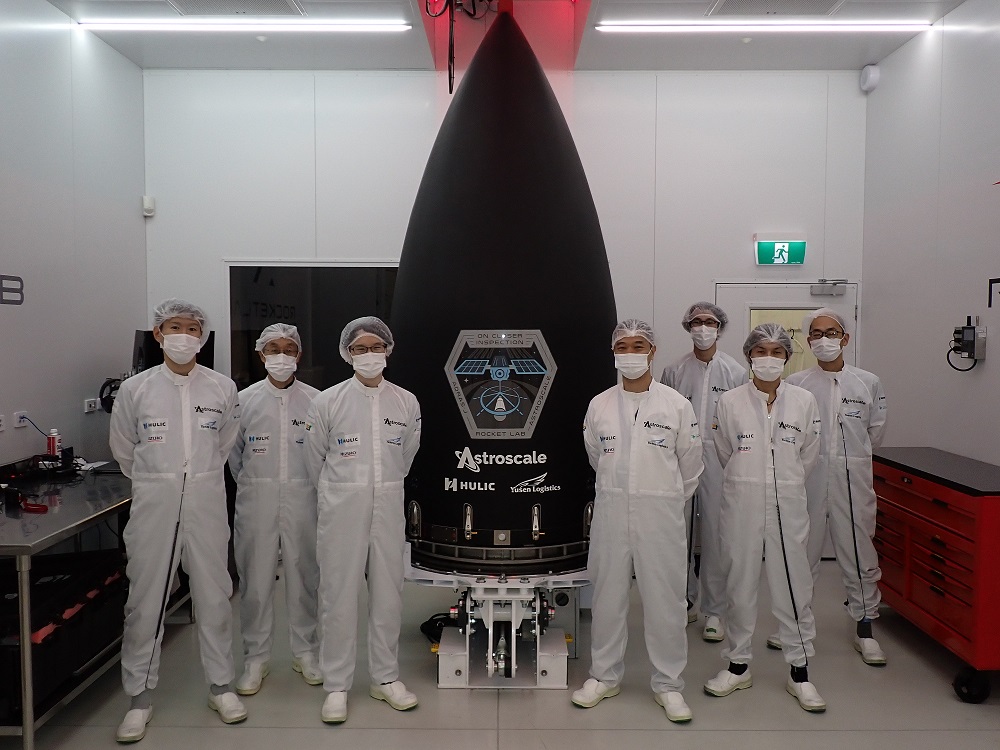 B
ROCKET L
ON CLOSER
INSPECTION
ADRAS-J
ASTROSCALE
ROCKET LAB
Astroscale
HULIC
Yusen Logistics
Astroscale
HULIC
Astroscale
HULIC
Astroscale
HULIC
Astroscale
HULIC
Astroscale
HULIC
Astroscale
Astroscale